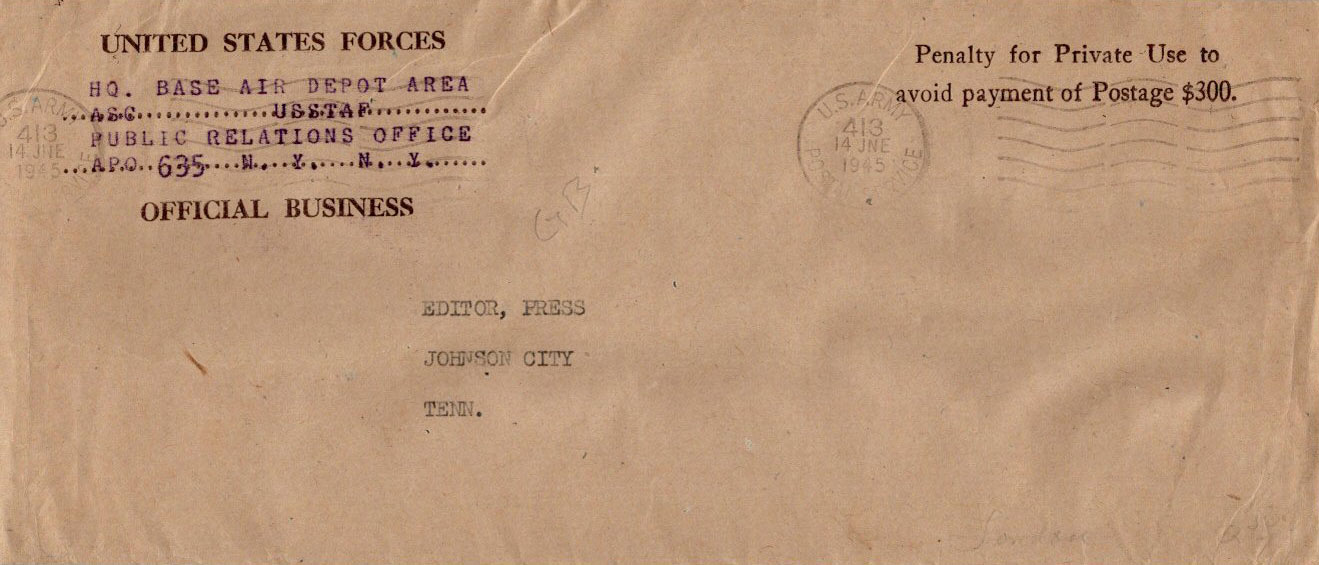 UNITED STATES FORCES
HQ. BASE AIR DEPOT AREA
...ASC..............USSTAF..............
PUBLIC RELATIONS OFFICE
...APO..635...N..Y....N..Y.......
OFFICIAL BUSINESS
Penalty for Private Use to
avoid payment of Postage $300.
U.S. ARMY
413
14 JNE
1945
U.S. ARMY
413
14 JNE
1945
G.B.
EDITOR, PRESS
JOHNSON CITY
TENN.
London